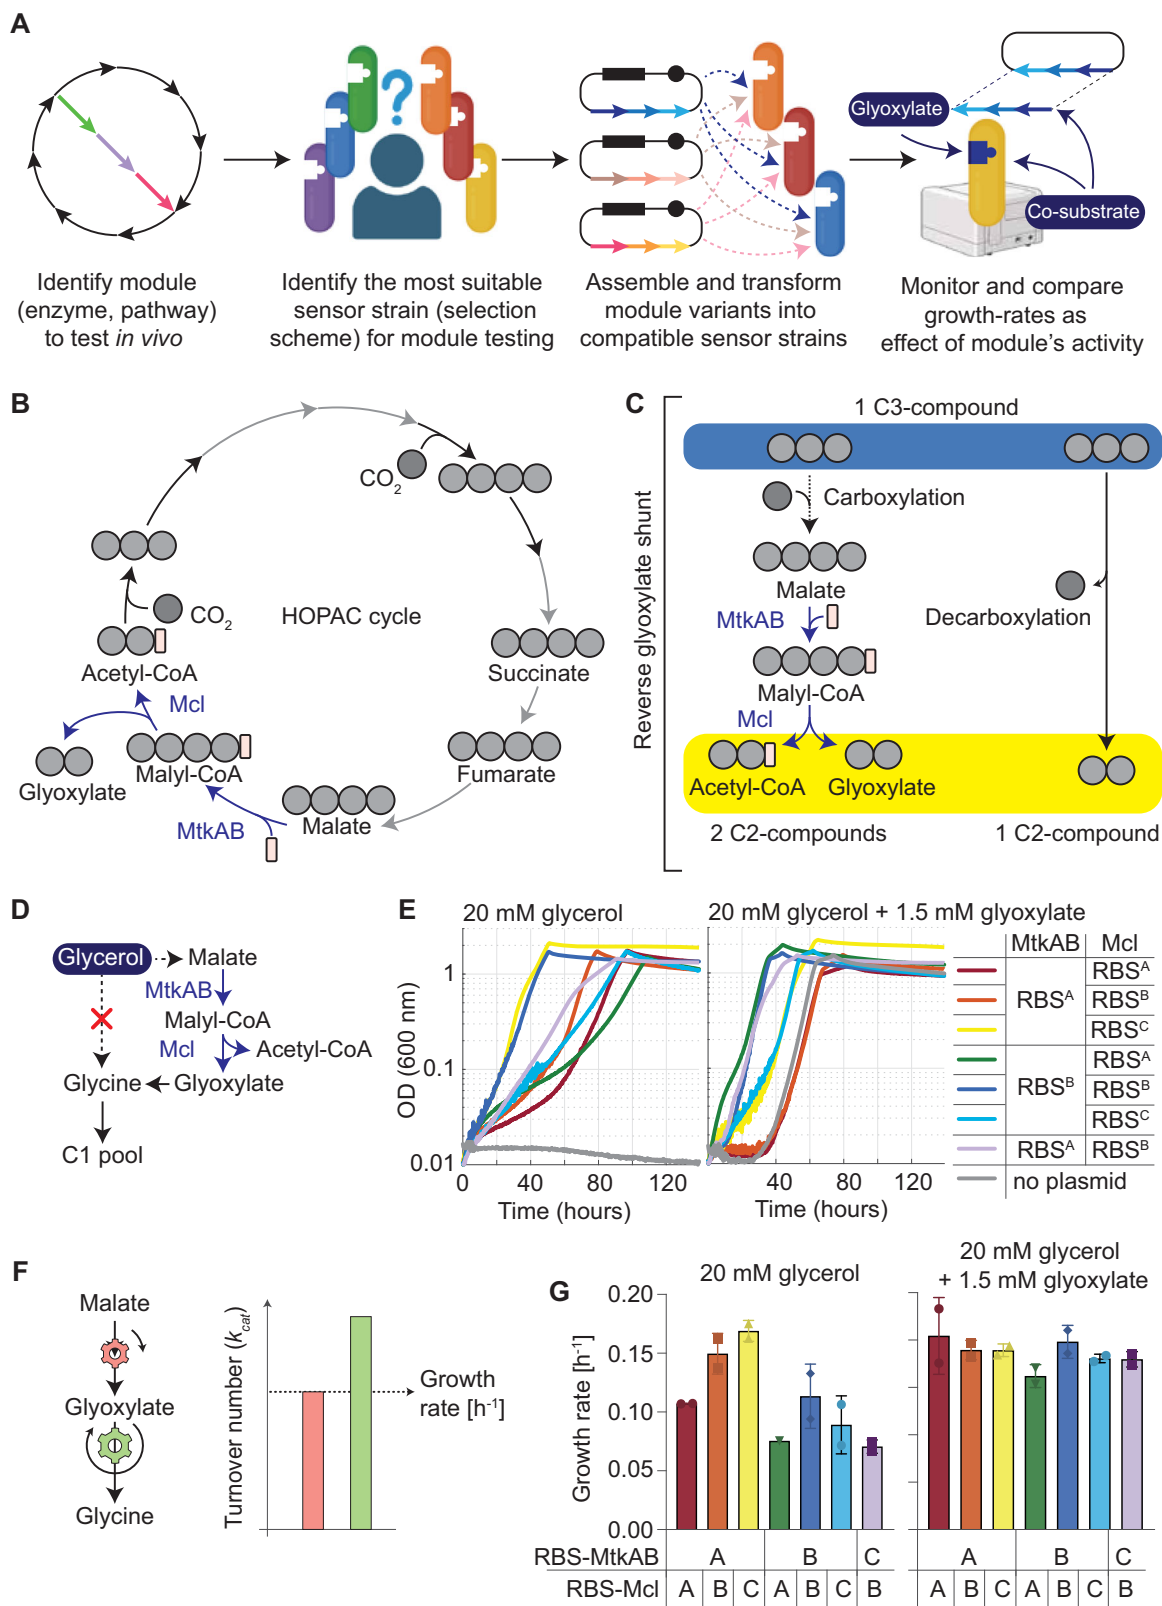 A
Glyoxylate
Co-substrate
Identify module
(enzyme, pathway)
to test in vivo
Identify the most suitable
sensor strain (selection
scheme) for module testing
Assemble and transform
module variants into
compatible sensor strains
Monitor and compare
growth-rates as
effect of module's activity
B
CO2
HOPAC cycle
CO2
Acetyl-CoA
Succinate
Mcl
Glyoxylate
Malyl-CoA
Fumarate
MtkAB
Malate
C
Reverse glyoxylate shunt
1 C3-compound
Carboxylation
Malate
MtkAB
Decarboxylation
Malyl-CoA
Mcl
Acetyl-CoA
Glyoxylate
2 C2-compounds
1 C2-compound
D
Glycerol
Malate
MtkAB
Malyl-CoA
Mcl
Acetyl-CoA
Glycine
Glyoxylate
C1 pool
E
20 mM glycerol
20 mM glycerol + 1.5 mM glyoxylate
OD (600 nm)
1
0.1
0.01
0 40 80 120
Time (hours)
40 80 120
Time (hours)
MtkAB Mcl
RBSA
RBSA RBSB
RBSC
RBSA
RBSB RBSB
RBSC
RBSA RBSB
no plasmid
F
Malate
Glyoxylate
Glycine
Turnover number (kcat)
Growth
rate [h-1]
G
20 mM glycerol
20 mM glycerol
+ 1.5 mM glyoxylate
Growth rate [h-1]
0.20
0.15
0.10
0.05
0.00
RBS-MtkAB A B C A B C
RBS-Mcl A B C A B C B A B C A B C B